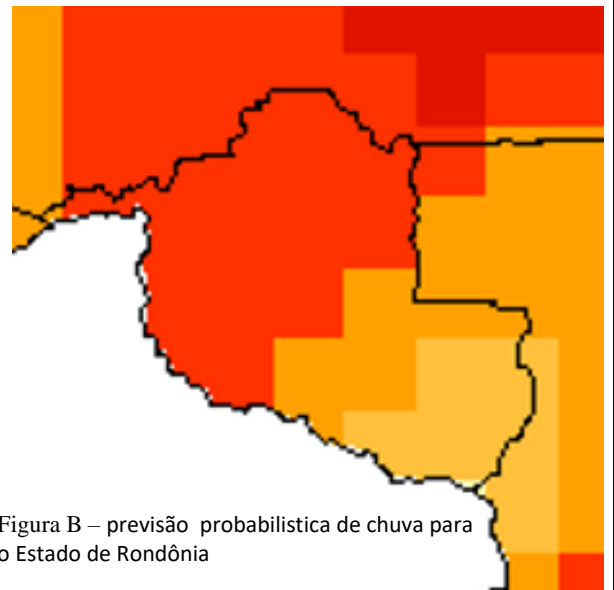 Figura B – previsão probabilistica de chuva para
o Estado de Rondônia